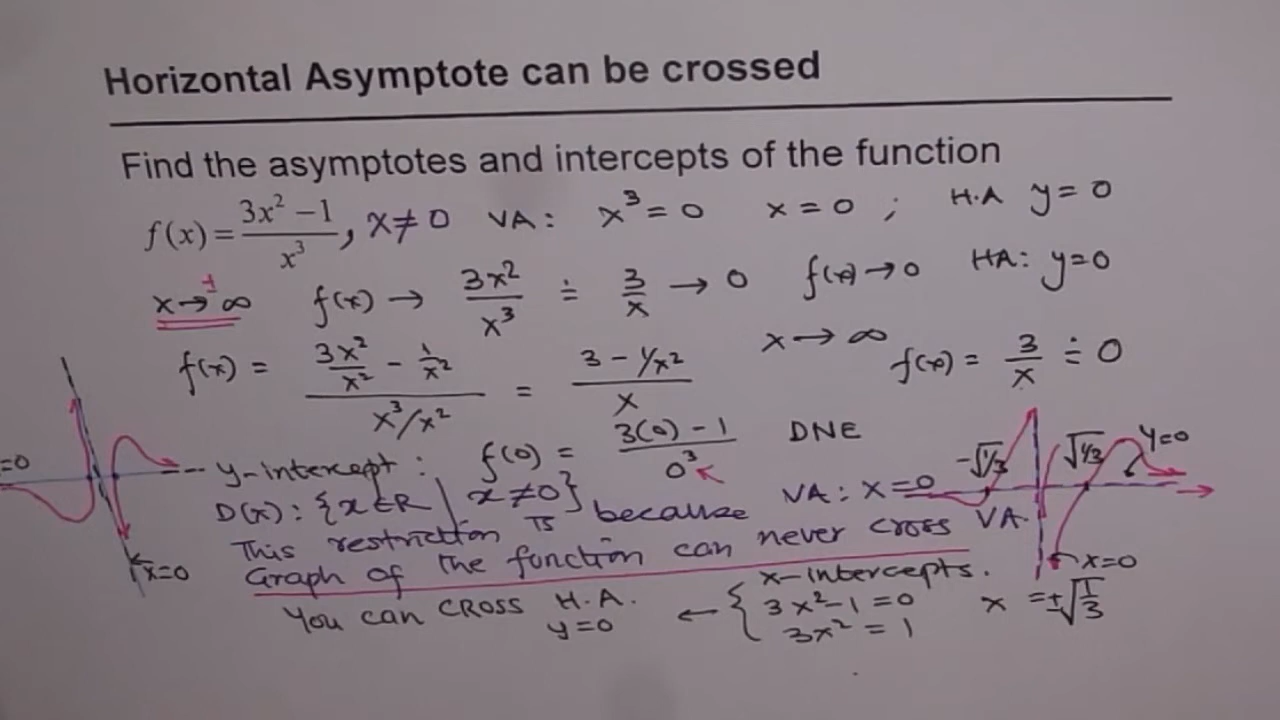 Horizontal Asymptote can be crossed
Find the asymptotes and intercepts of the function
f(x) = (3x² − 1)/x³, x ≠ 0 VA: x³ = 0 x = 0 ; H.A y = 0
x → ± ∞ f(x) → 3x²/x³ ≐ 3/x → 0 f(x) → 0 HA: y = 0
f(x) = (3x²/x² − 1/x²)/(x³/x²) = (3 − 1/x²)/x x → ∞ f(x) = 3/x ≐ 0
=0
y-intercept: f(0) = (3(0) − 1)/0³ DNE
−√1/3 √1/3 y=0
D(x): {x ∈ R | x ≠ 0} because VA: x = 0
This restriction is
Graph of the function can never cross VA.
x=0
x=0
You can cross H.A. y=0
x-intercepts.
3x² − 1 = 0 x = ±√1/3
3x² = 1